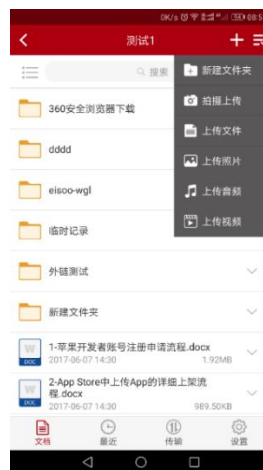 0K/s 08:5
测试1
搜索
新建文件夹
拍摄上传
上传文件
上传照片
上传音频
上传视频
360安全浏览器下载
dddd
eisoo-wgl
临时记录
外链测试
新建文件夹
1-苹果开发者账号注册申请流程.docx
2017-06-07 14:30 1.92MB
2-App Store中上传App的详细上架流
程.docx
2017-06-07 14:30 989.50KB
W
DOC
W
DOC
文档 最近 传输 设置